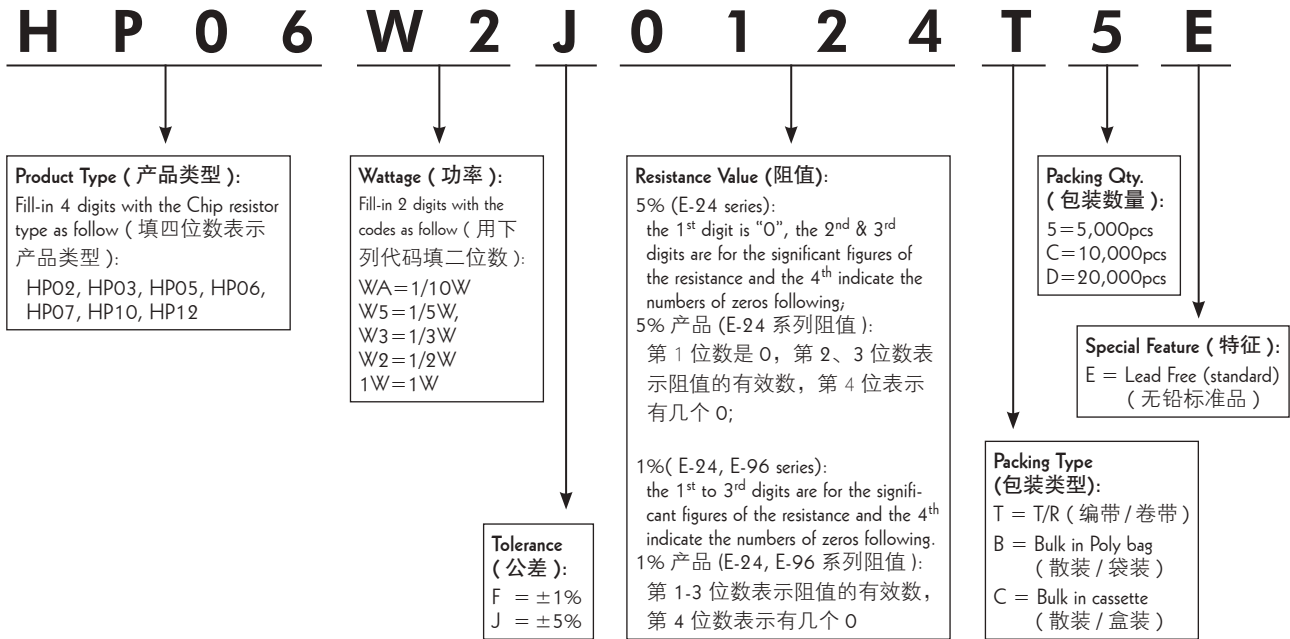 H P 0 6 W 2 J 0 1 2 4 T 5 E
Product Type ( 产品类型 ):
Fill-in 4 digits with the Chip resistor
type as follow ( 填四位数表示
产品类型 ):
HP02, HP03, HP05, HP06,
HP07, HP10, HP12
Wattage ( 功率 ):
Fill-in 2 digits with the
codes as follow ( 用下
列代码填二位数 ):
WA=1/10W
W5=1/5W,
W3=1/3W
W2=1/2W
1W=1W
Tolerance
( 公差 ):
F = ±1%
J = ±5%
Resistance Value (阻值):
5% (E-24 series):
the 1st digit is “0”, the 2nd & 3rd
digits are for the significant figures of
the resistance and the 4th indicate the
numbers of zeros following;
5% 产品 (E-24 系列阻值 ):
第 1 位数是 0，第 2、3 位数表
示阻值的有效数，第 4 位表示
有几个 0;
1%( E-24, E-96 series):
the 1st to 3rd digits are for the signifi-
cant figures of the resistance and the 4th
indicate the numbers of zeros following.
1% 产品 (E-24, E-96 系列阻值 ):
第 1-3 位数表示阻值的有效数，
第 4 位数表示有几个 0
Packing Type
(包装类型):
T = T/R ( 编带 / 卷带 )
B = Bulk in Poly bag
( 散装 / 袋装 )
C = Bulk in cassette
( 散装 / 盒装 )
Packing Qty.
( 包装数量 ):
5=5,000pcs
C=10,000pcs
D=20,000pcs
Special Feature ( 特征 ):
E = Lead Free (standard)
( 无铅标准品 )